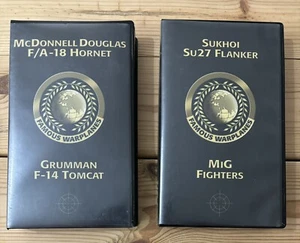 McDonnell Douglas
F/A-18 Hornet
Famous Warplanes
Grumman
F-14 Tomcat
Sukhoi
Su27 Flanker
Famous Warplanes
MiG
Fighters